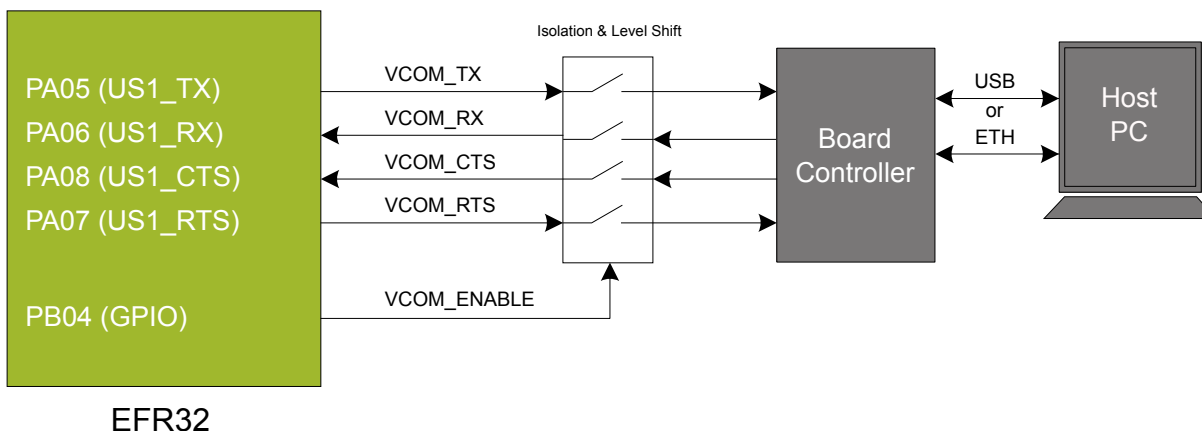 Isolation & Level Shift
PA05 (US1_TX)
VCOM_TX
PA06 (US1_RX)
VCOM_RX
PA08 (US1_CTS)
VCOM_CTS
PA07 (US1_RTS)
VCOM_RTS
PB04 (GPIO)
VCOM_ENABLE
Board
Controller
USB
or
ETH
Host
PC
EFR32